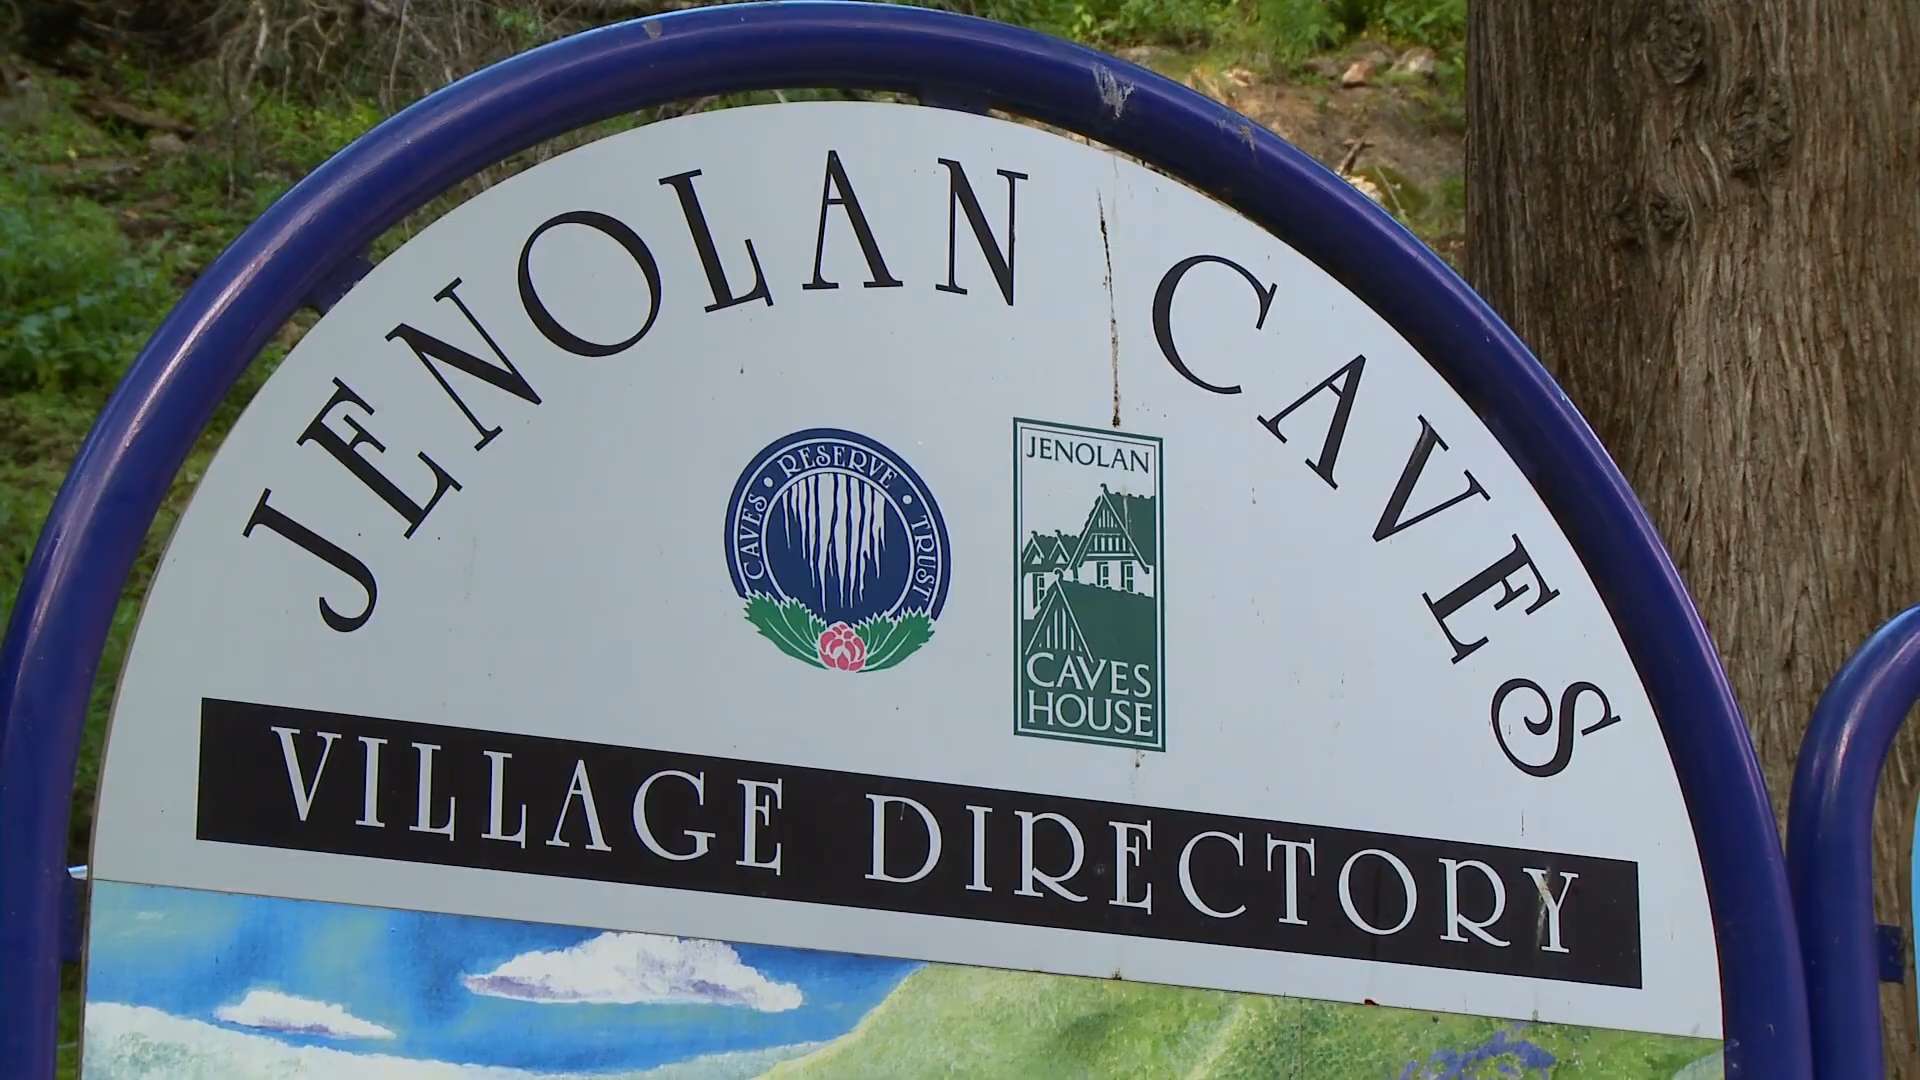 JENOLAN CAVES
CAVES • RESERVE • TRUST
JENOLAN
CAVES
HOUSE
VILLAGE DIRECTORY